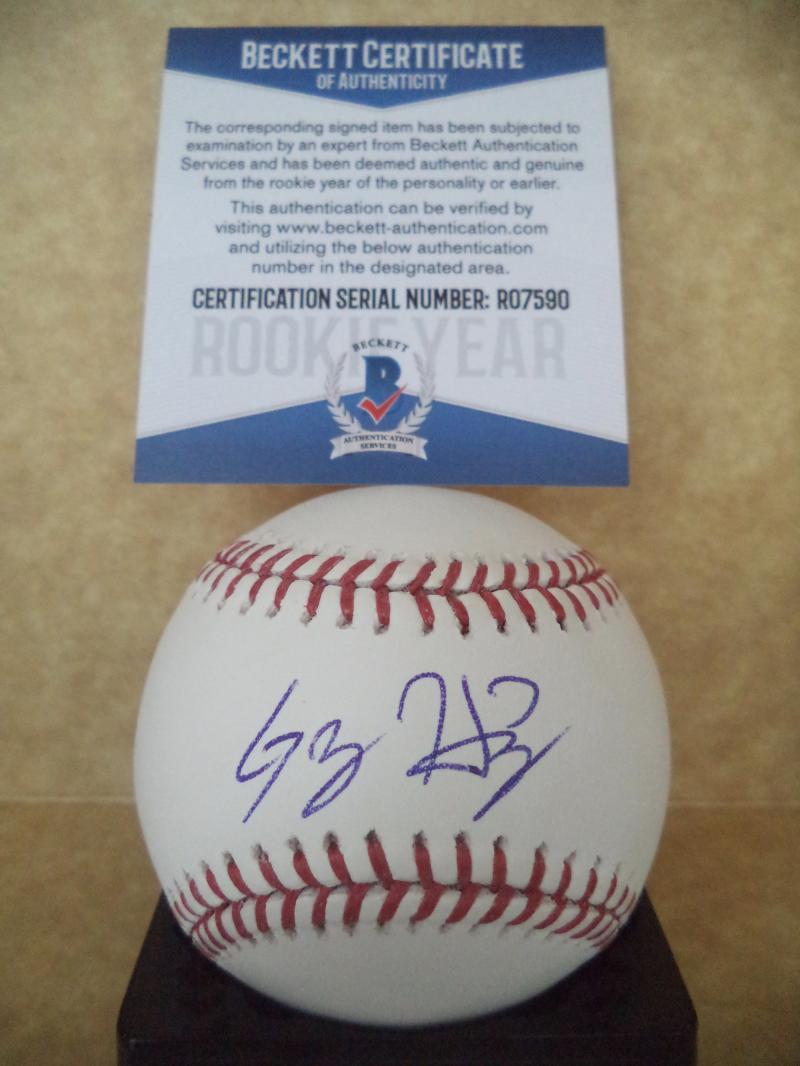 BECKETT CERTIFICATE
OF AUTHENTICITY
The corresponding signed item has been subjected to
examination by an expert from Beckett Authentication
Services and has been deemed authentic and genuine
from the rookie year of the personality or earlier.
This authentication can be verified by
visiting www.beckett-authentication.com
and utilizing the below authentication
number in the designated area.
CERTIFICATION SERIAL NUMBER: R07590
ROOKIE YEAR
BECKETT
B
AUTHENTICATION
SERVICES